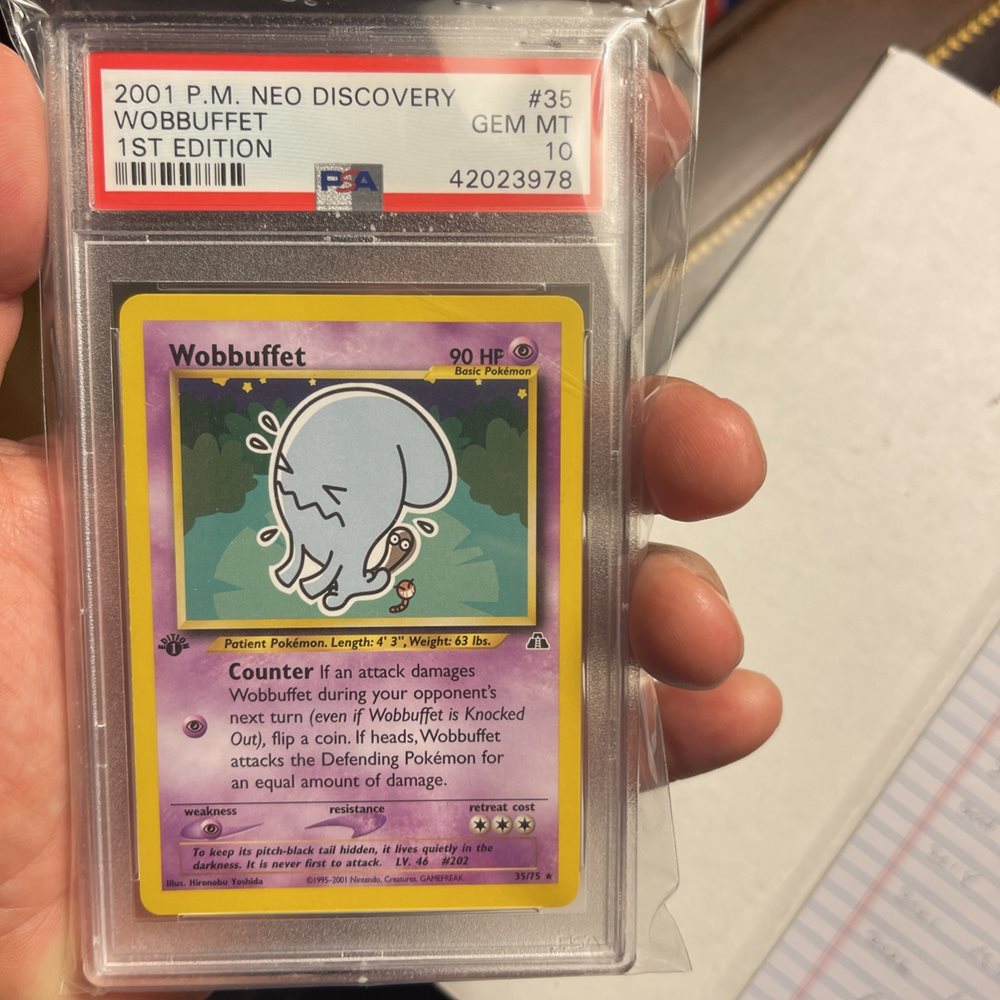 2001 P.M. NEO DISCOVERY #35
WOBBUFFET GEM MT
1ST EDITION 10
PSA 42023978
Wobbuffet 90 HP
Basic Pokémon
EDITION 1
Patient Pokémon. Length: 4' 3", Weight: 63 lbs.
Counter If an attack damages
Wobbuffet during your opponent's
next turn (even if Wobbuffet is Knocked
Out), flip a coin. If heads, Wobbuffet
attacks the Defending Pokémon for
an equal amount of damage.
weakness resistance retreat cost
To keep its pitch-black tail hidden, it lives quietly in the
darkness. It is never first to attack. LV. 46 #202
Illus. Hironobu Yoshida ©1995-2001 Nintendo, Creatures, GAMEFREAK. 35/75 ★
PSA